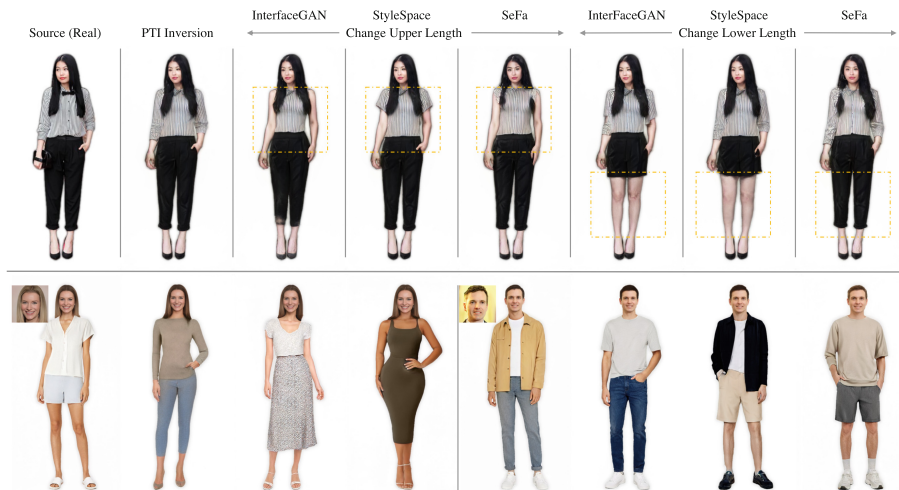 InterfaceGAN StyleSpace SeFa InterFaceGAN StyleSpace SeFa
Source (Real) PTI Inversion Change Upper Length Change Lower Length